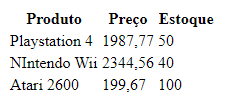 Produto Preço Estoque
Playstation 4 1987,77 50
NIntendo Wii 2344,56 40
Atari 2600 199,67 100